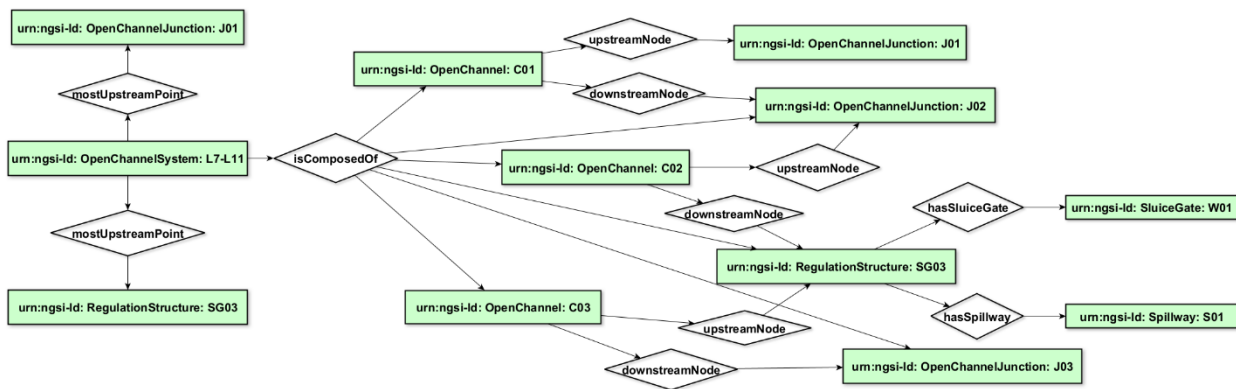 urn:ngsi-ld: OpenChannelJunction: J01
mostUpstreamPoint
urn:ngsi-ld: OpenChannelSystem: L7-L11
mostUpstreamPoint
urn:ngsi-ld: RegulationStructure: SG03
isComposedOf
urn:ngsi-ld: OpenChannel: C01
upstreamNode
urn:ngsi-ld: OpenChannelJunction: J01
downstreamNode
urn:ngsi-ld: OpenChannelJunction: J02
urn:ngsi-ld: OpenChannel: C02
upstreamNode
downstreamNode
urn:ngsi-ld: RegulationStructure: SG03
hasSluiceGate
urn:ngsi-ld: SluiceGate: W01
hasSpillway
urn:ngsi-ld: Spillway: S01
urn:ngsi-ld: OpenChannel: C03
upstreamNode
downstreamNode
urn:ngsi-ld: OpenChannelJunction: J03